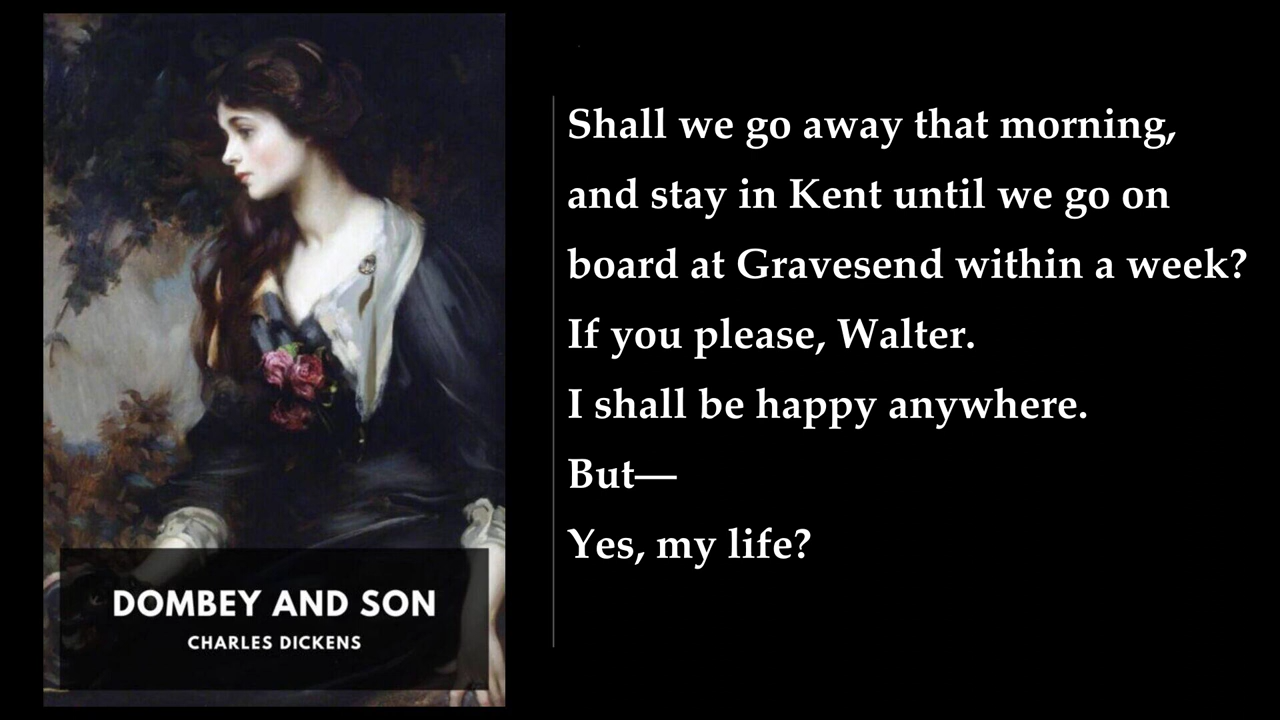 DOMBEY AND SON
CHARLES DICKENS
Shall we go away that morning,
and stay in Kent until we go on
board at Gravesend within a week?
If you please, Walter.
I shall be happy anywhere.
But—
Yes, my life?